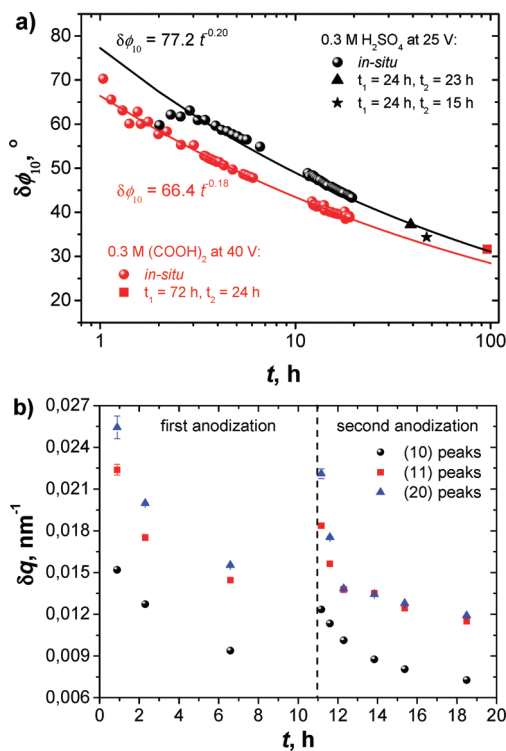 a)
δϕ₁₀ = 77.2 t⁻⁰·²⁰
0.3 M H₂SO₄ at 25 V:
in-situ
t₁ = 24 h, t₂ = 23 h
t₁ = 24 h, t₂ = 15 h
δϕ₁₀ = 66.4 t⁻⁰·¹⁸
0.3 M (COOH)₂ at 40 V:
in-situ
t₁ = 72 h, t₂ = 24 h
δϕ₁₀, °
80
70
60
50
40
30
20
1
10
100
t, h
b)
first anodization
second anodization
(10) peaks
(11) peaks
(20) peaks
δq, nm⁻¹
0,027
0,024
0,021
0,018
0,015
0,012
0,009
0,006
0 2 4 6 8 10 12 14 16 18 20
t, h